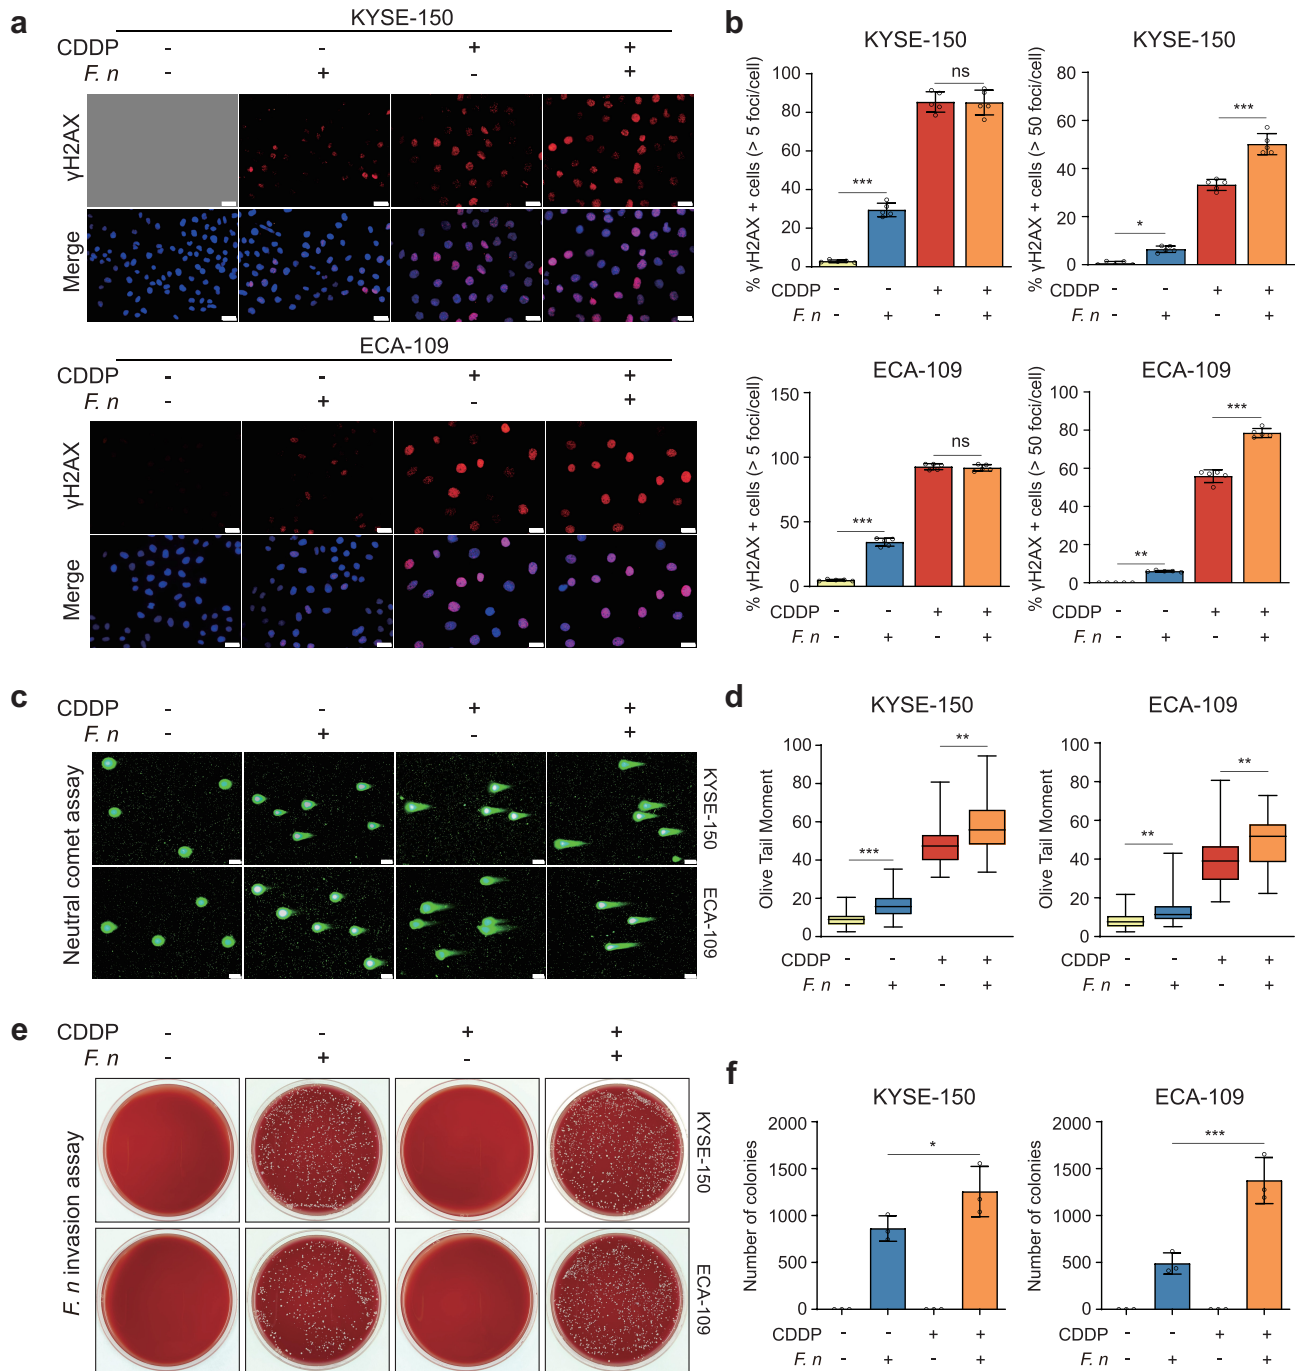 a
KYSE-150
CDDP - - + +
F. n - + - +
γH2AX
Merge
ECA-109
CDDP - - + +
F. n - + - +
γH2AX
Merge
b
KYSE-150
% γH2AX + cells (> 5 foci/cell)
100
80
60
40
20
0
***
ns
CDDP - - + +
F. n - + - +
KYSE-150
% γH2AX + cells (> 50 foci/cell)
80
60
40
20
0
*
***
CDDP - - + +
F. n - + - +
ECA-109
% γH2AX + cells (> 5 foci/cell)
150
100
50
0
***
ns
CDDP - - + +
F. n - + - +
ECA-109
% γH2AX + cells (> 50 foci/cell)
80
60
40
20
0
**
***
CDDP - - + +
F. n - + - +
c
CDDP - - + +
F. n - + - +
Neutral comet assay
KYSE-150
ECA-109
d
KYSE-150
Olive Tail Moment
100
80
60
40
20
0
***
**
CDDP - - + +
F. n - + - +
ECA-109
Olive Tail Moment
100
80
60
40
20
0
**
**
CDDP - - + +
F. n - + - +
e
CDDP - - + +
F. n - + - +
F. n invasion assay
KYSE-150
ECA-109
f
KYSE-150
Number of colonies
2000
1500
1000
500
0
*
CDDP - - + +
F. n - + - +
ECA-109
Number of colonies
2000
1500
1000
500
0
***
CDDP - - + +
F. n - + - +